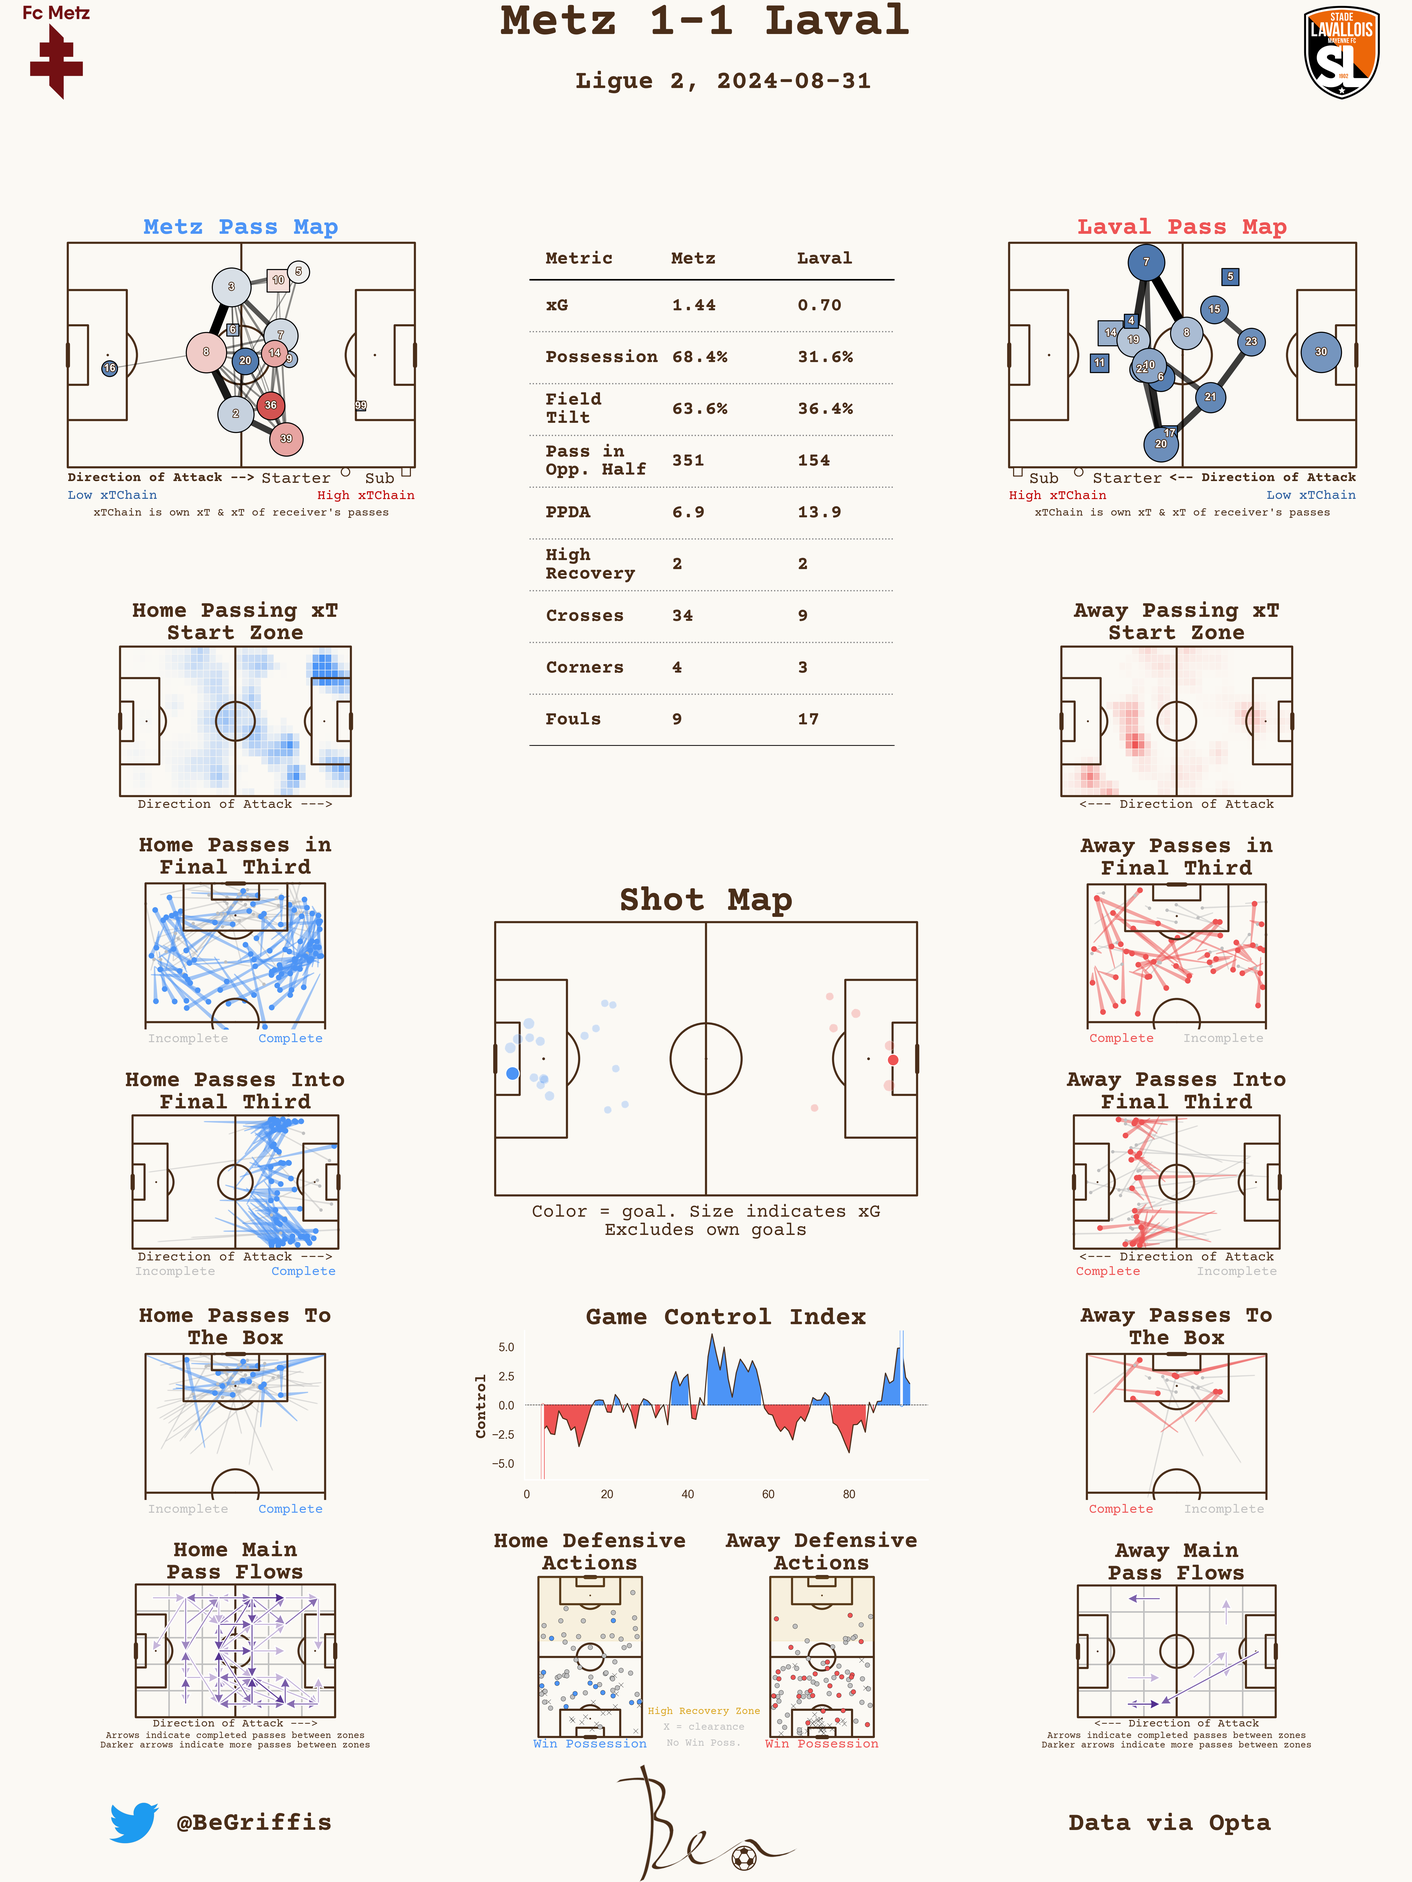 Fc Metz
Metz 1-1 Laval
STADE
LAVALLOIS
MAYENNE FC
SL
1902
Ligue 2, 2024-08-31
Metz Pass Map
3
10
5
6
7
8
14
9
20
16
36
2
99
39
Direction of Attack --> Starter Sub
Low xTChain High xTChain
xTChain is own xT & xT of receiver's passes
Metric Metz Laval
xG 1.44 0.70
Possession 68.4% 31.6%
Field
Tilt 63.6% 36.4%
Pass in
Opp. Half 351 154
PPDA 6.9 13.9
High
Recovery 2 2
Crosses 34 9
Corners 4 3
Fouls 9 17
Laval Pass Map
7
5
15
4
14
19
8
23
30
11
22
10
6
21
17
20
Sub Starter <-- Direction of Attack
High xTChain Low xTChain
xTChain is own xT & xT of receiver's passes
Home Passing xT
Start Zone
Direction of Attack --->
Away Passing xT
Start Zone
<--- Direction of Attack
Home Passes in
Final Third
Incomplete Complete
Away Passes in
Final Third
Complete Incomplete
Shot Map
Color = goal. Size indicates xG
Excludes own goals
Home Passes Into
Final Third
Direction of Attack --->
Incomplete Complete
Away Passes Into
Final Third
<--- Direction of Attack
Complete Incomplete
Home Passes To
The Box
Incomplete Complete
Game Control Index
Control
5.0
2.5
0.0
−2.5
−5.0
0 20 40 60 80
Away Passes To
The Box
Complete Incomplete
Home Main
Pass Flows
Direction of Attack --->
Arrows indicate completed passes between zones
Darker arrows indicate more passes between zones
Home Defensive
Actions
Win Possession
Away Defensive
Actions
Win Possession
High Recovery Zone
X = clearance
No Win Poss.
Away Main
Pass Flows
<--- Direction of Attack
Arrows indicate completed passes between zones
Darker arrows indicate more passes between zones
@BeGriffis
Ben
Data via Opta